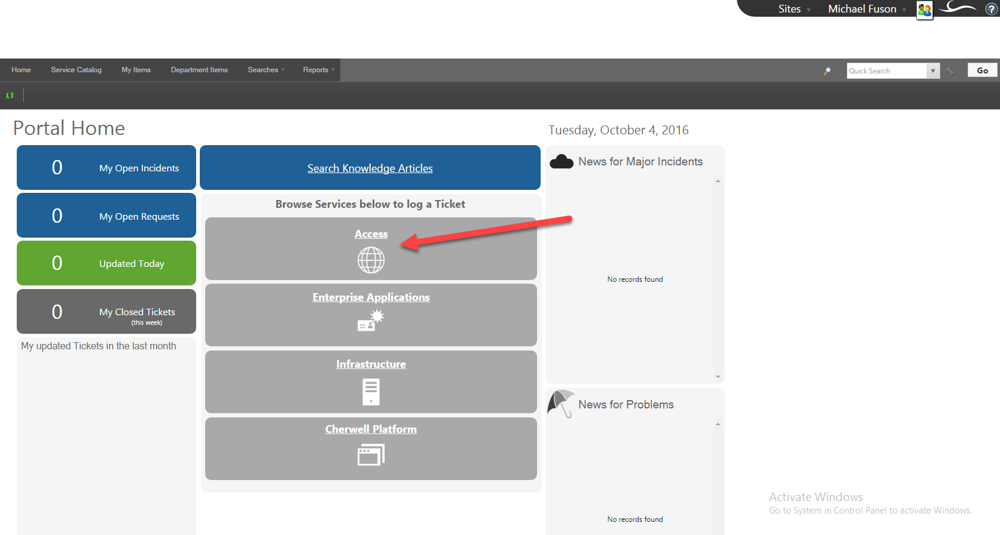 Sites
Michael Fuson
?
Home
Service Catalog
My Items
Department Items
Searches
Reports
Quick Search
Go
Portal Home
Tuesday, October 4, 2016
0 My Open Incidents
0 My Open Requests
0 Updated Today
0 My Closed Tickets
(this week)
My updated Tickets in the last month
Search Knowledge Articles
Browse Services below to log a Ticket
Access
Enterprise Applications
Infrastructure
Cherwell Platform
News for Major Incidents
No records found
News for Problems
No records found
Activate Windows
Go to System in Control Panel to activate Windows.